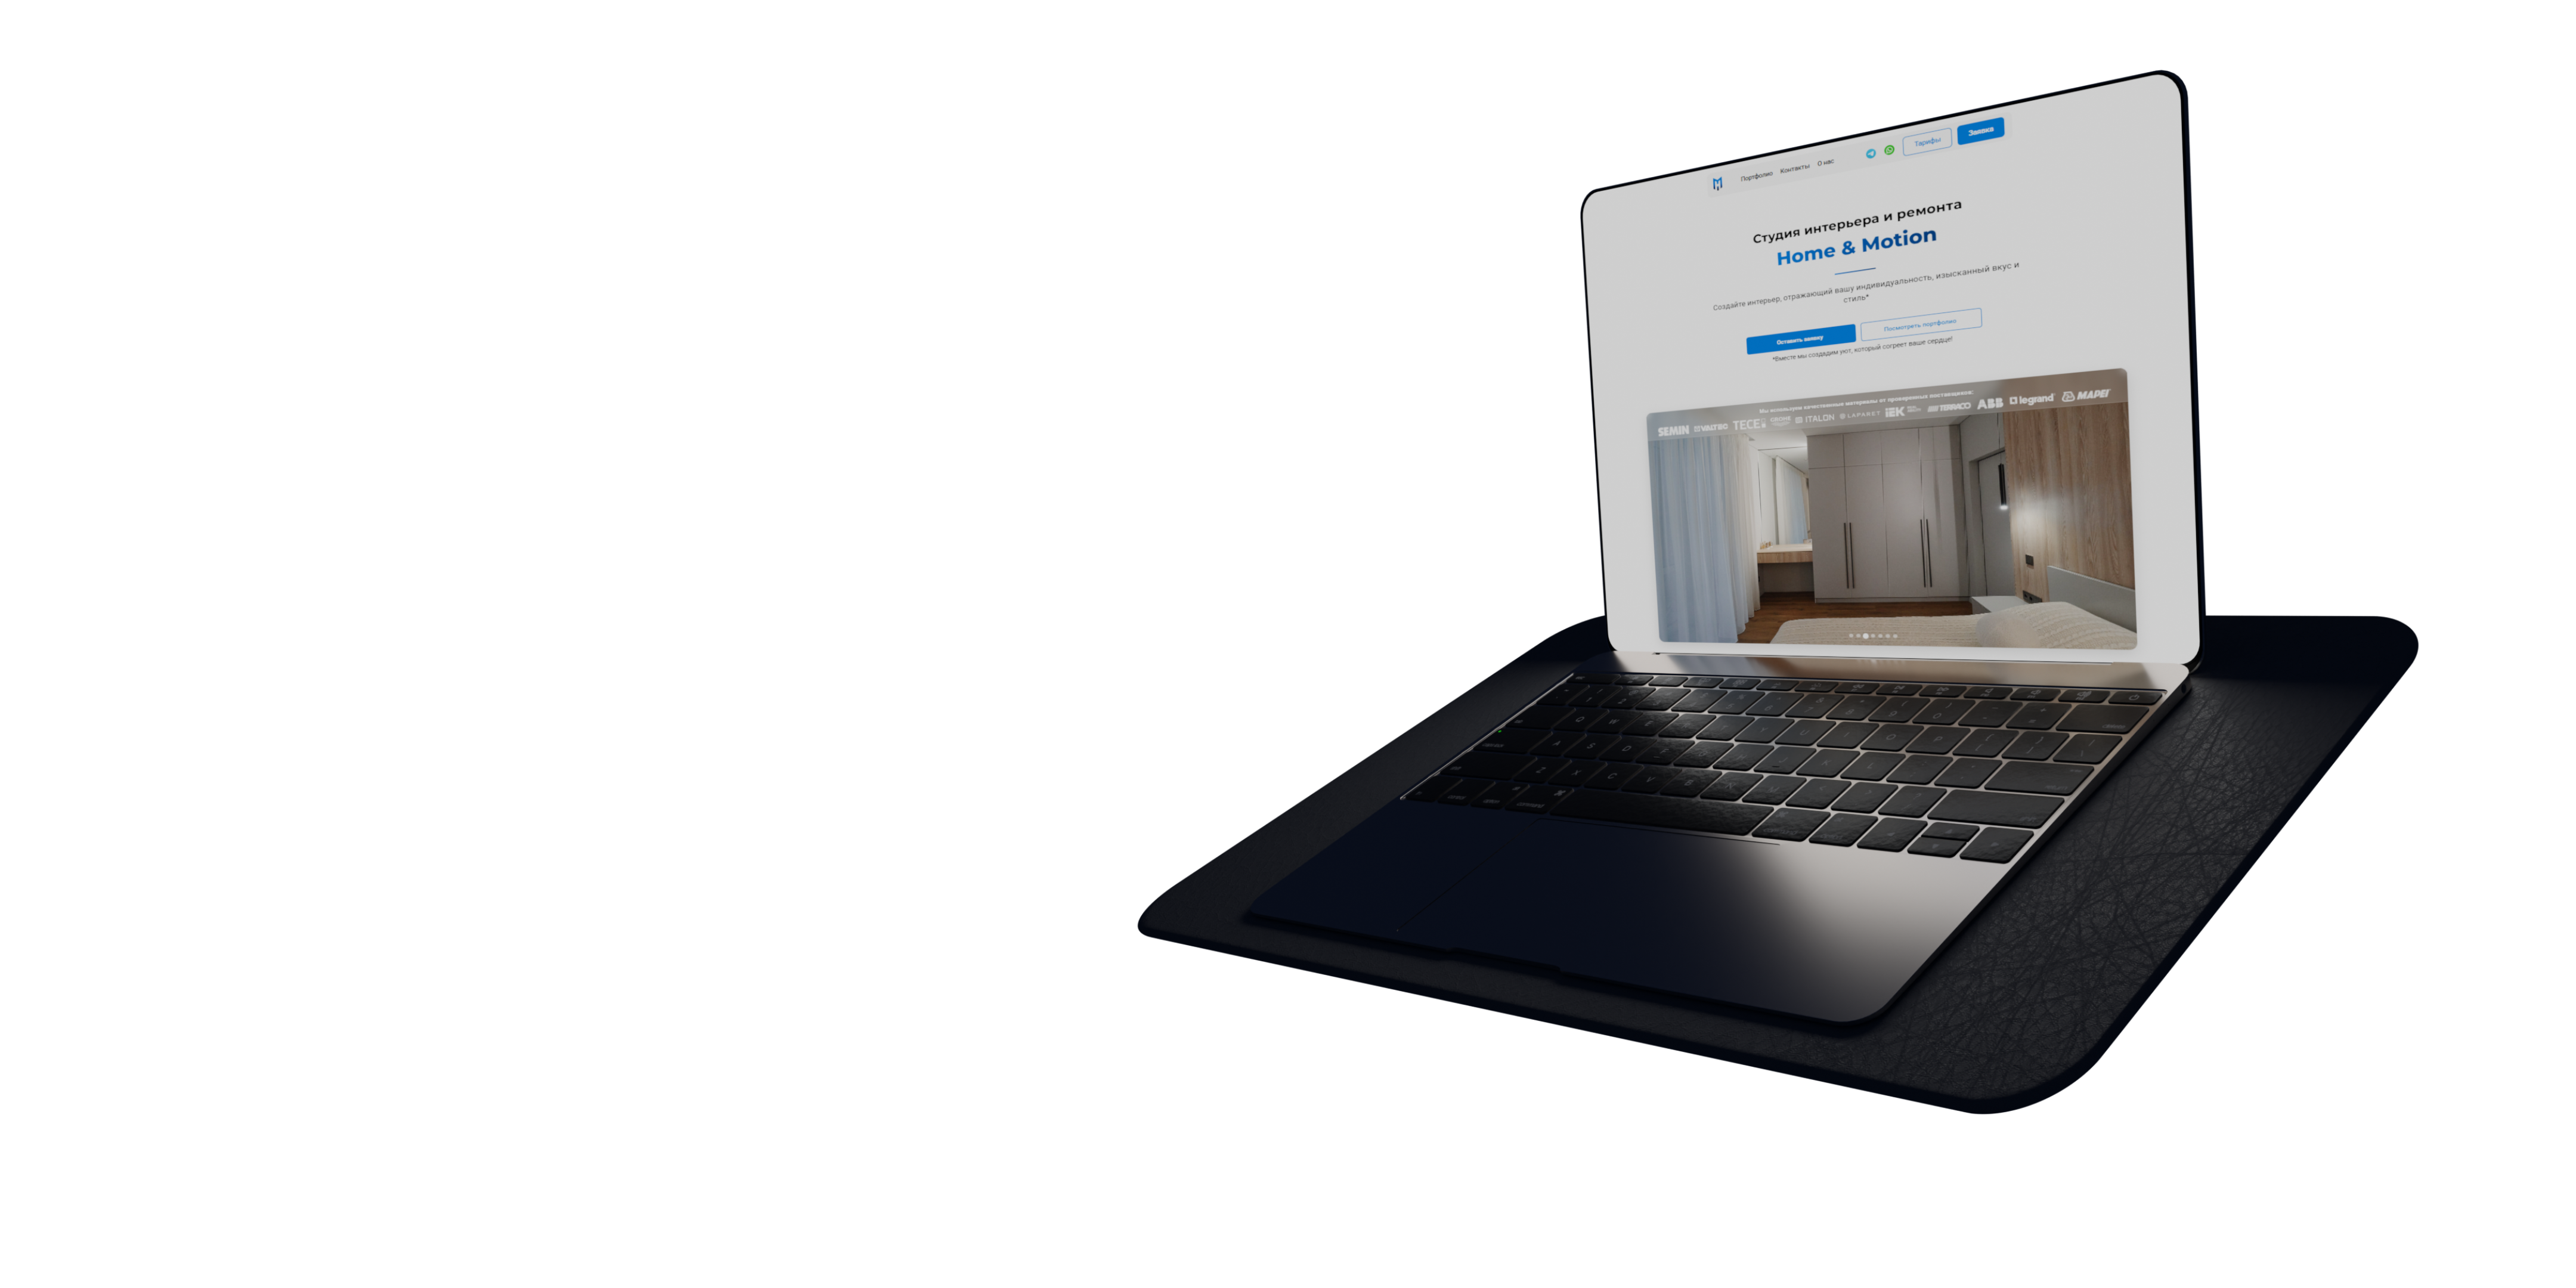 Портфолио Контакты О нас Тарифы Заявка
Студия интерьера и ремонта
Home & Motion
Создайте интерьер, отражающий вашу индивидуальность, изысканный вкус и
стиль*
Оставить заявку Посмотреть портфолио
*Вместе мы создадим уют, который согреет ваше сердце!
Мы используем качественные материалы от проверенных поставщиков:
SEMIN VALTEC TECE ITALON LAPARET IEK TERRACO ABB legrand MAPEI